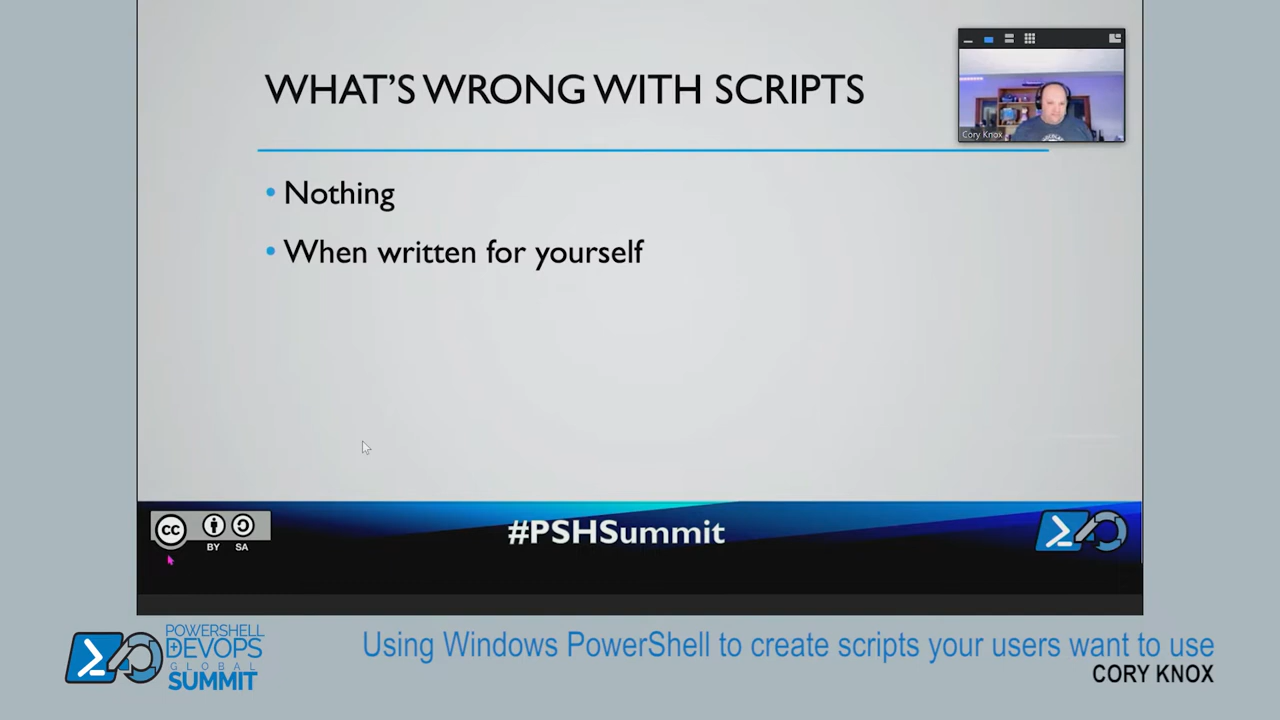 WHAT'S WRONG WITH SCRIPTS
Cory Knox
• Nothing
• When written for yourself
cc
BY SA
#PSHSummit
POWERSHELL
DEVOPS
GLOBAL
SUMMIT
Using Windows PowerShell to create scripts your users want to use
CORY KNOX